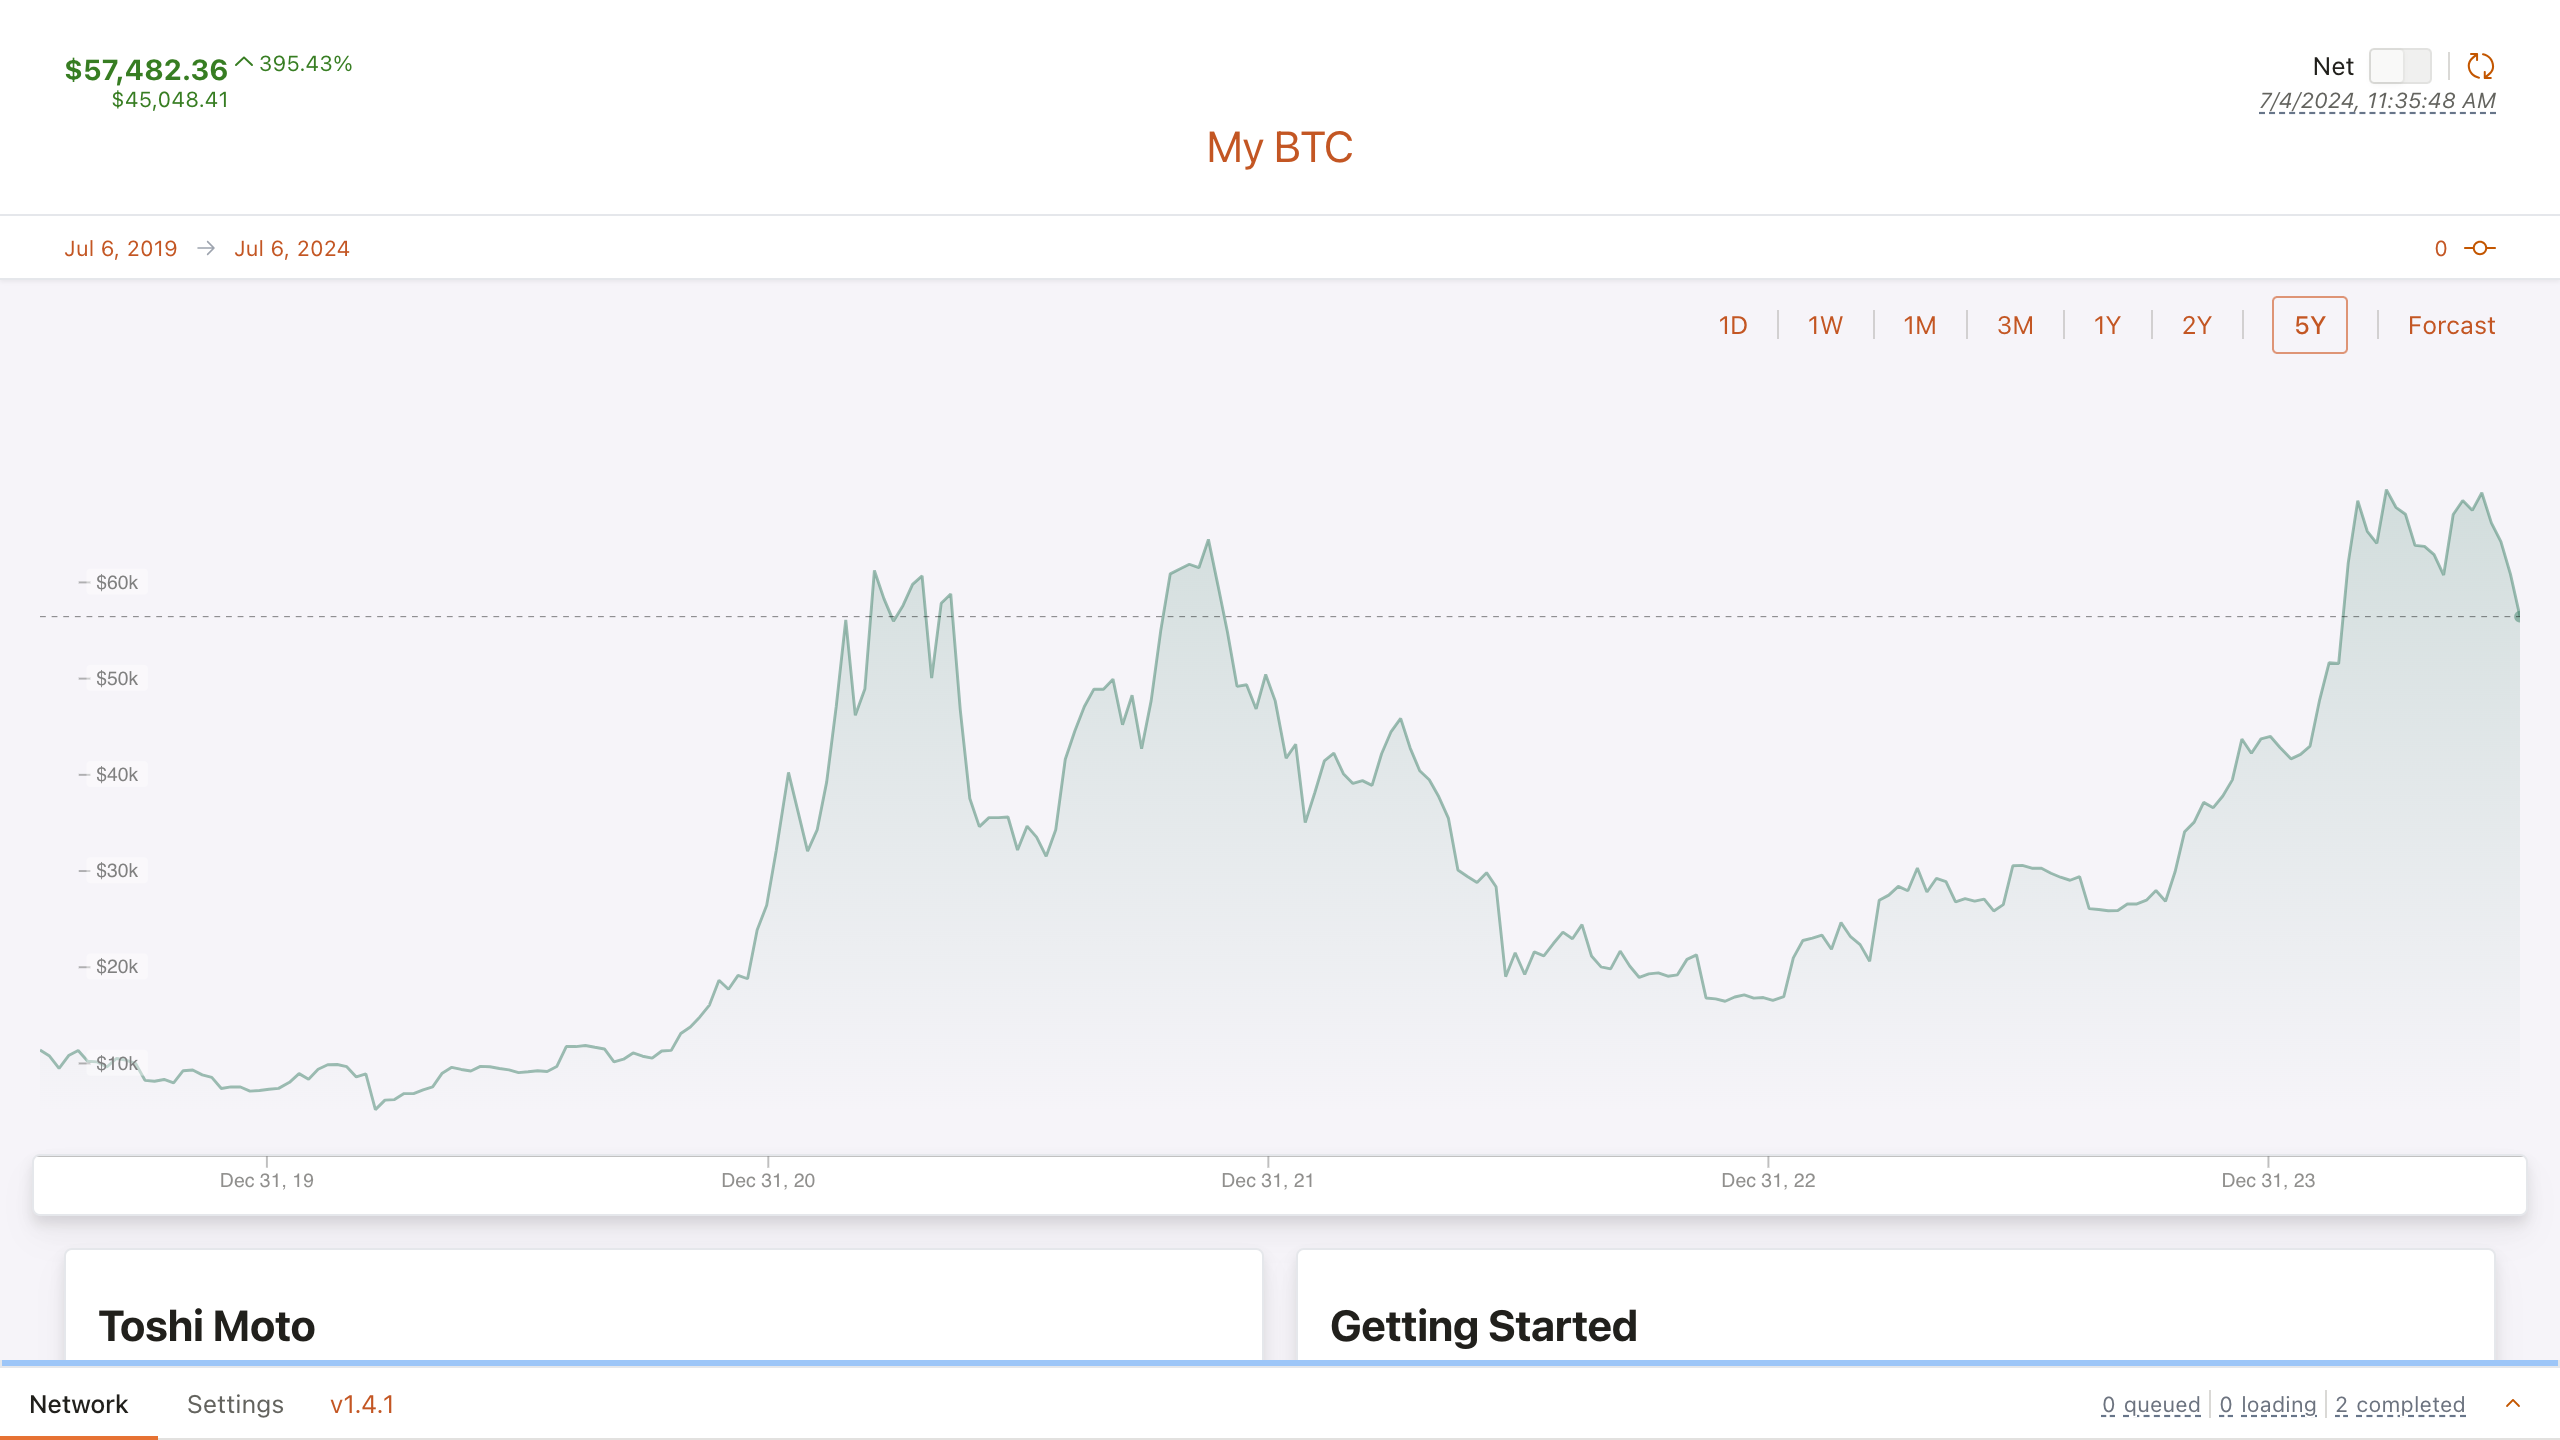 $57,482.36 395.43%
$45,048.41
Net
7/4/2024, 11:35:48 AM
My BTC
Jul 6, 2019 → Jul 6, 2024
0
1D 1W 1M 3M 1Y 2Y 5Y Forcast
$60k
$50k
$40k
$30k
$20k
$10k
Dec 31, 19 Dec 31, 20 Dec 31, 21 Dec 31, 22 Dec 31, 23
Toshi Moto
Getting Started
Network Settings v1.4.1
0 queued 0 loading 2 completed